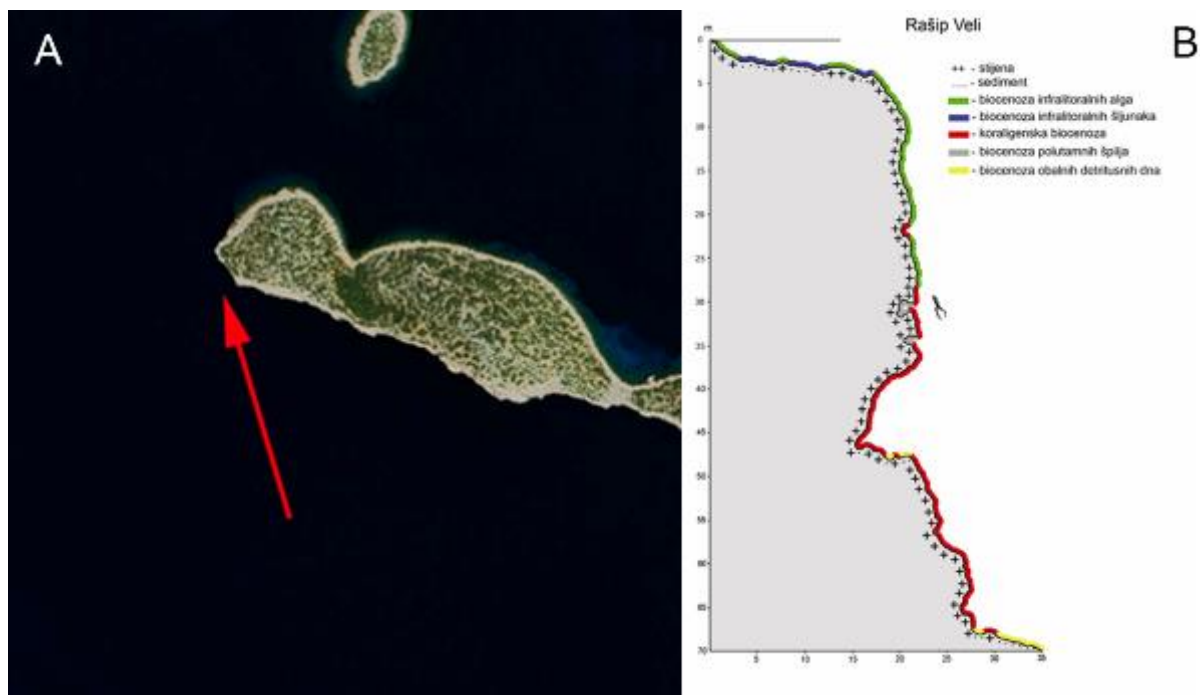 A
B
Rašip Veli
m
++ - stijena
- sediment
- biocenoza infralitoralnih alga
- biocenoza infralitoralnih šljunaka
- koraligenska biocenoza
- biocenoza polutamnih špilja
- biocenoza obalnih detritusnih dna
0
5
10
15
20
25
30
35
40
45
50
55
60
65
70
5 10 15 20 25 30 35